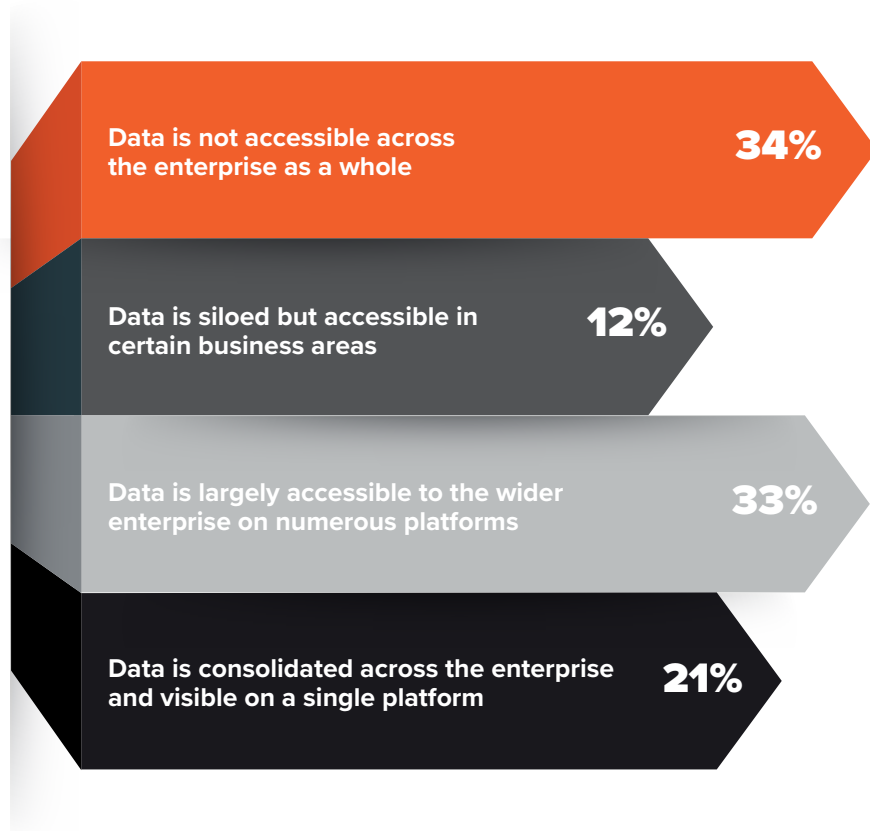 Data is not accessible across
the enterprise as a whole
34%
Data is siloed but accessible in
certain business areas
12%
Data is largely accessible to the wider
enterprise on numerous platforms
33%
Data is consolidated across the enterprise
and visible on a single platform
21%